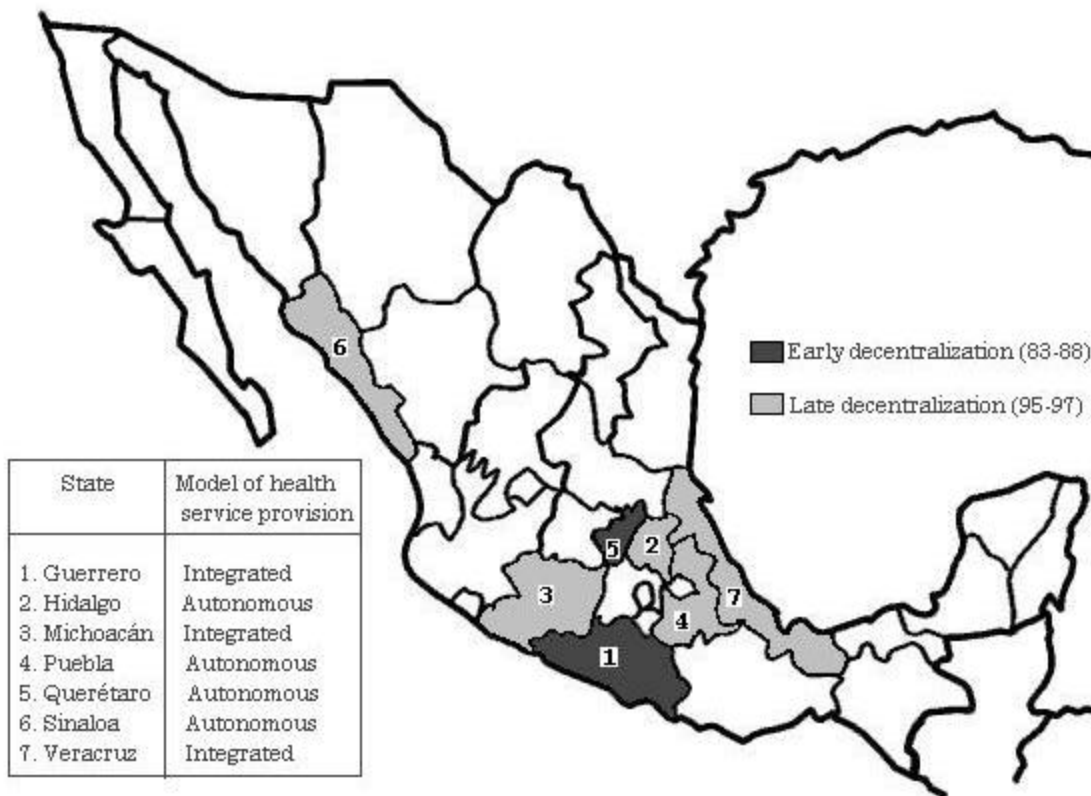 6
Early decentralization (83-88)
Late decentralization (95-97)
State
Model of health
service provision
1. Guerrero Integrated
2. Hidalgo Autonomous
3. Michoacán Integrated
4. Puebla Autonomous
5. Querétaro Autonomous
6. Sinaloa Autonomous
7. Veracruz Integrated
5
2
3
7
4
1